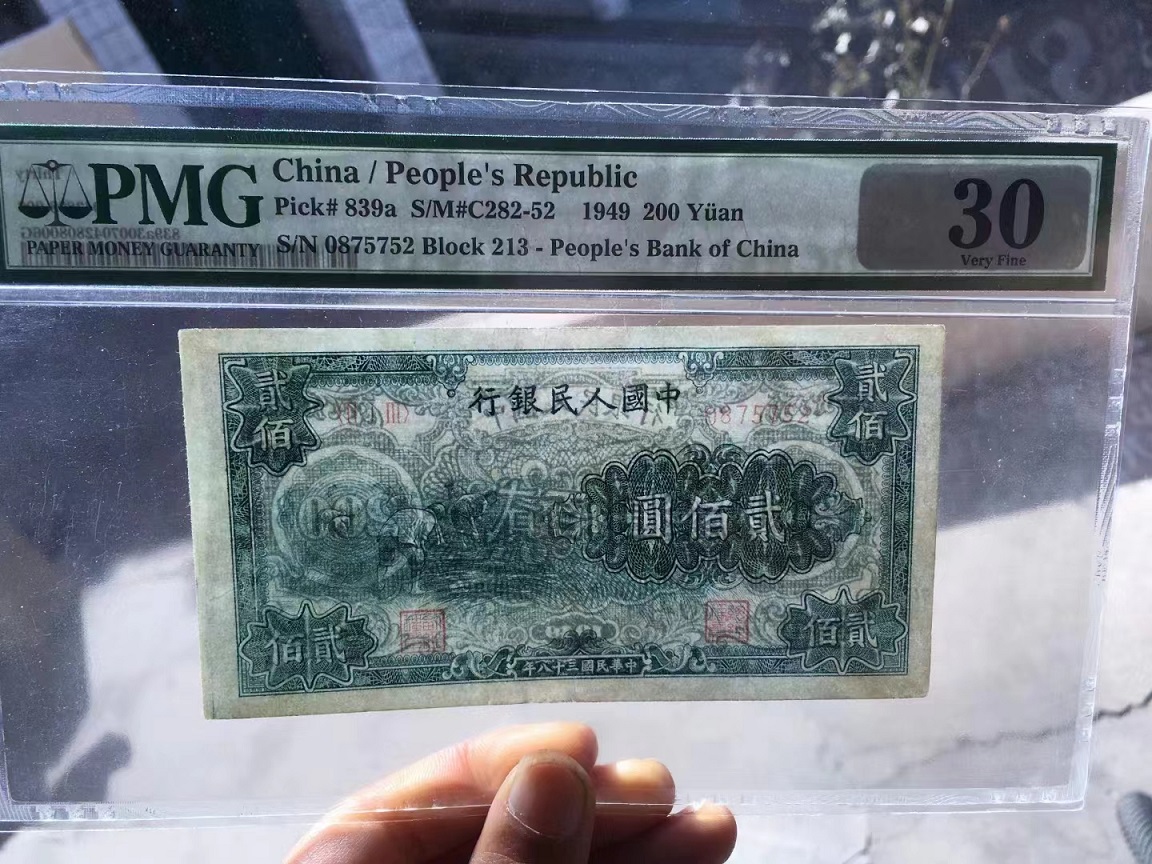 PMG
PAPER MONEY GUARANTY
China / People's Republic
Pick# 839a S/M#C282-52 1949 200 Yüan
S/N 0875752 Block 213 - People's Bank of China
30
Very Fine
貳佰
行銀民人國中
貳佰
0875752
圓佰貳
佰貳
佰貳
年八十三國民華中